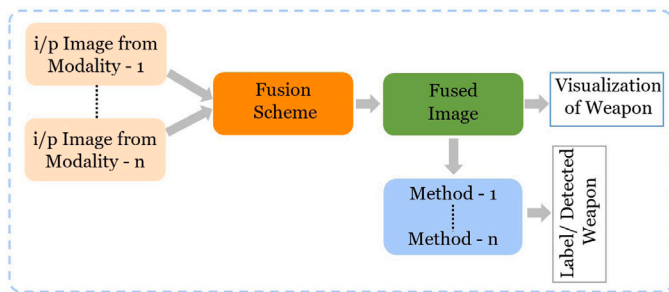 i/p Image from
Modality - 1
i/p Image from
Modality - n
Fusion
Scheme
Fused
Image
Visualization
of Weapon
Method - 1
Method - n
Label/ Detected
Weapon